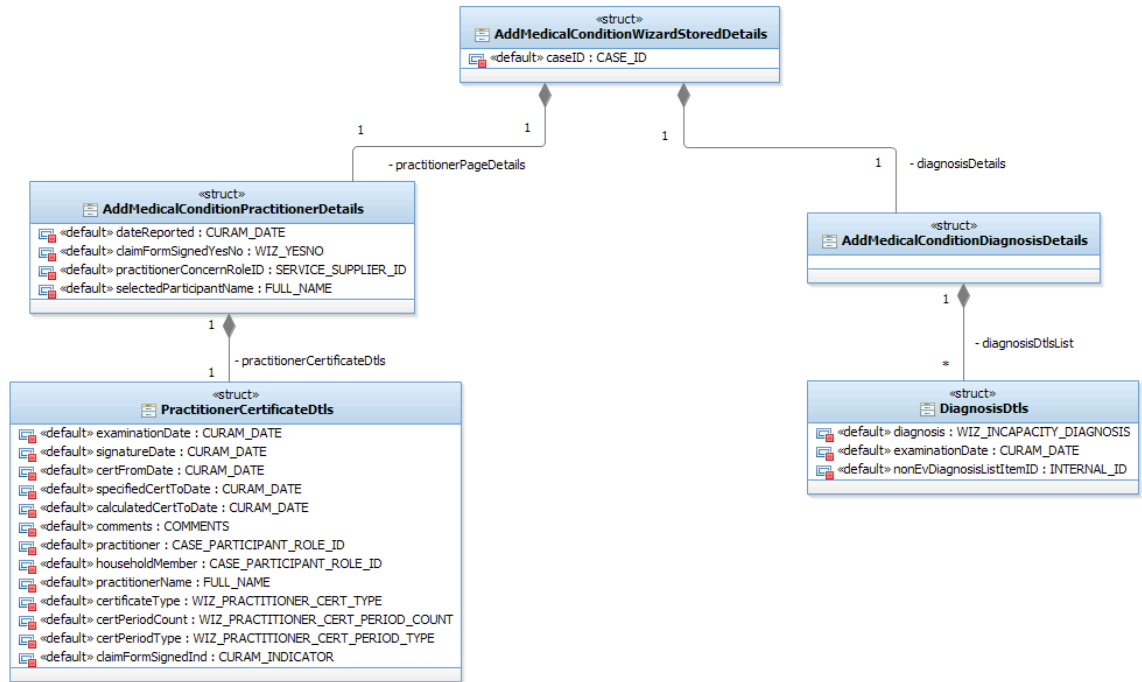 «struct»
AddMedicalConditionWizardStoredDetails
«default» caseID : CASE_ID
1
1
- practitionerPageDetails
1
1
- diagnosisDetails
«struct»
AddMedicalConditionPractitionerDetails
«default» dateReported : CURAM_DATE
«default» claimFormSignedYesNo : WIZ_YESNO
«default» practitionerConcernRoleID : SERVICE_SUPPLIER_ID
«default» selectedParticipantName : FULL_NAME
«struct»
AddMedicalConditionDiagnosisDetails
1
- practitionerCertificateDtls
1
1
- diagnosisDtlsList
*
«struct»
PractitionerCertificateDtls
«default» examinationDate : CURAM_DATE
«default» signatureDate : CURAM_DATE
«default» certFromDate : CURAM_DATE
«default» specifiedCertToDate : CURAM_DATE
«default» calculatedCertToDate : CURAM_DATE
«default» comments : COMMENTS
«default» practitioner : CASE_PARTICIPANT_ROLE_ID
«default» householdMember : CASE_PARTICIPANT_ROLE_ID
«default» practitionerName : FULL_NAME
«default» certificateType : WIZ_PRACTITIONER_CERT_TYPE
«default» certPeriodCount : WIZ_PRACTITIONER_CERT_PERIOD_COUNT
«default» certPeriodType : WIZ_PRACTITIONER_CERT_PERIOD_TYPE
«default» claimFormSignedInd : CURAM_INDICATOR
«struct»
DiagnosisDtls
«default» diagnosis : WIZ_INCAPACITY_DIAGNOSIS
«default» examinationDate : CURAM_DATE
«default» nonEvDiagnosisListItemID : INTERNAL_ID